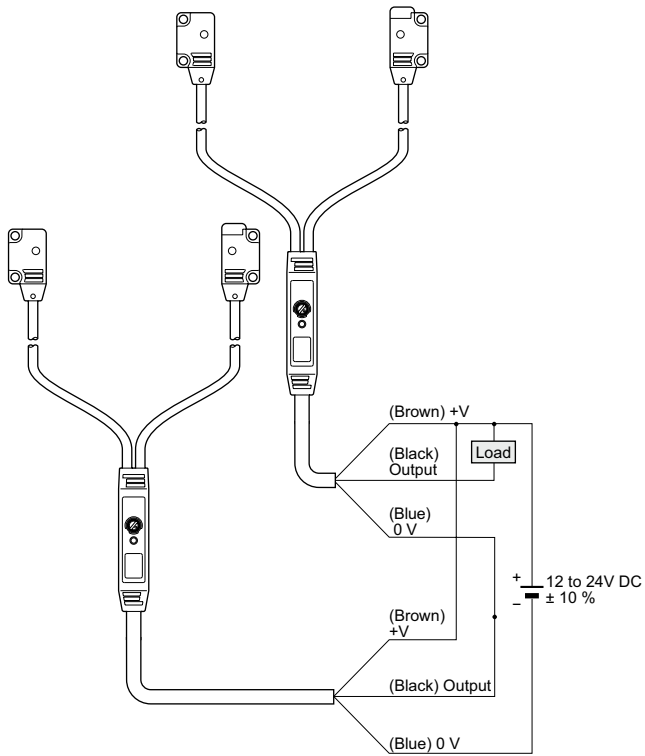 (Brown) +V
(Black)
Output
Load
(Blue)
0 V
+
12 to 24V DC
−
± 10 %
(Brown)
+V
(Black) Output
(Blue) 0 V